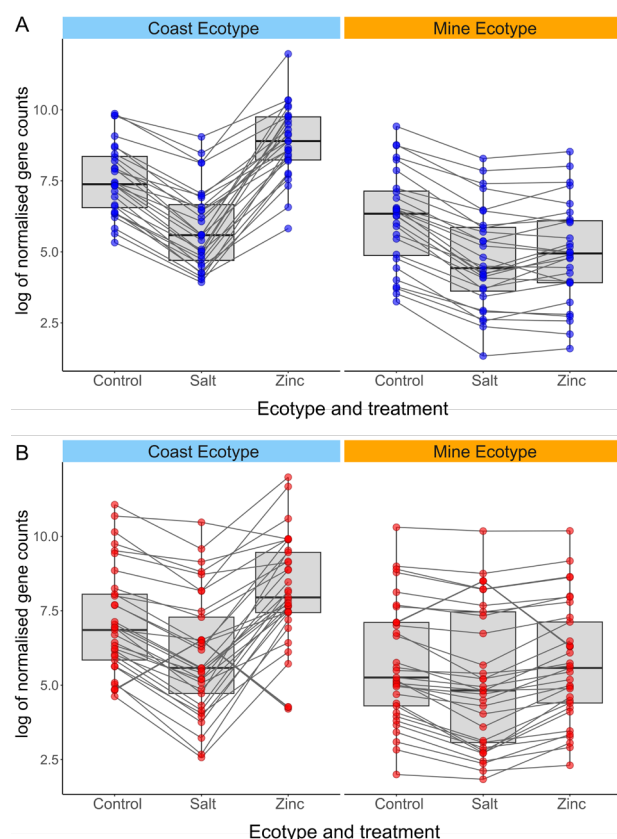 A
Coast Ecotype Mine Ecotype
log of normalised gene counts
10.0
7.5
5.0
2.5
Control Salt Zinc Control Salt Zinc
Ecotype and treatment
B
Coast Ecotype Mine Ecotype
log of normalised gene counts
10.0
7.5
5.0
2.5
Control Salt Zinc Control Salt Zinc
Ecotype and treatment